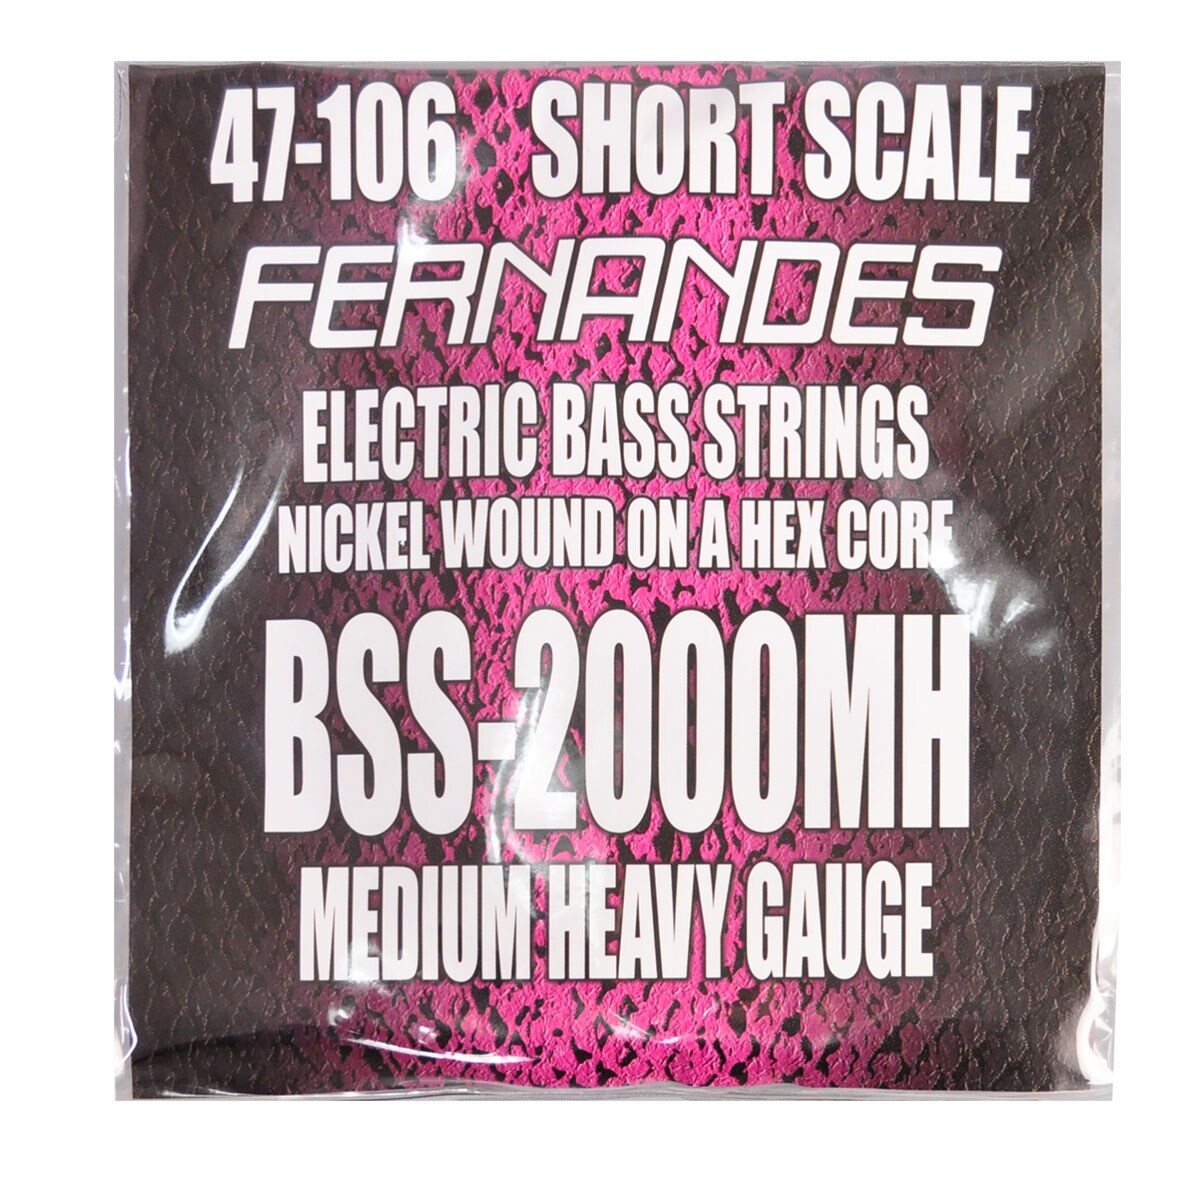 47-106 SHORT SCALE
FERNANDES
ELECTRIC BASS STRINGS
NICKEL WOUND ON A HEX CORE
BSS-2000MH
MEDIUM HEAVY GAUGE